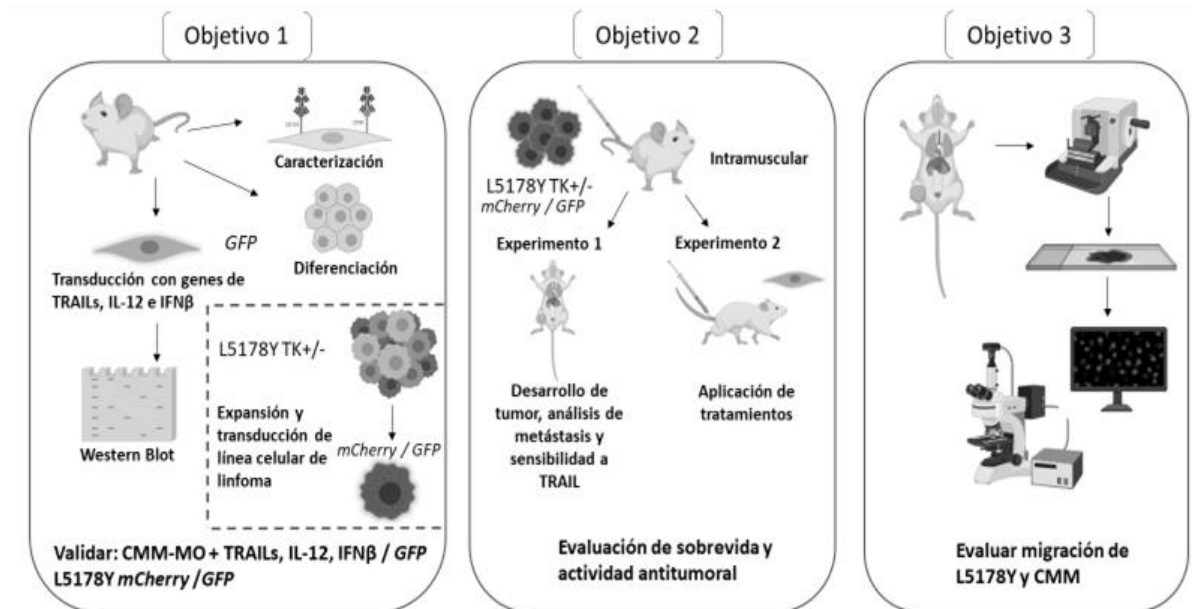 Objetivo 1
Caracterización
Diferenciación
GFP
Transducción con genes de
TRAILs, IL-12 e IFNβ
Western Blot
L5178Y TK+/-
Expansión y
transducción de
línea celular de
linfoma
mCherry / GFP
Validar: CMM-MO + TRAILs, IL-12, IFNβ / GFP
L5178Y mCherry /GFP
Objetivo 2
L5178Y TK+/-
mCherry / GFP
Intramuscular
Experimento 1
Experimento 2
Desarrollo de
tumor, análisis de
metástasis y
sensibilidad a
TRAIL
Aplicación de
tratamientos
Evaluación de sobrevida y
actividad antitumoral
Objetivo 3
Evaluar migración de
L5178Y y CMM